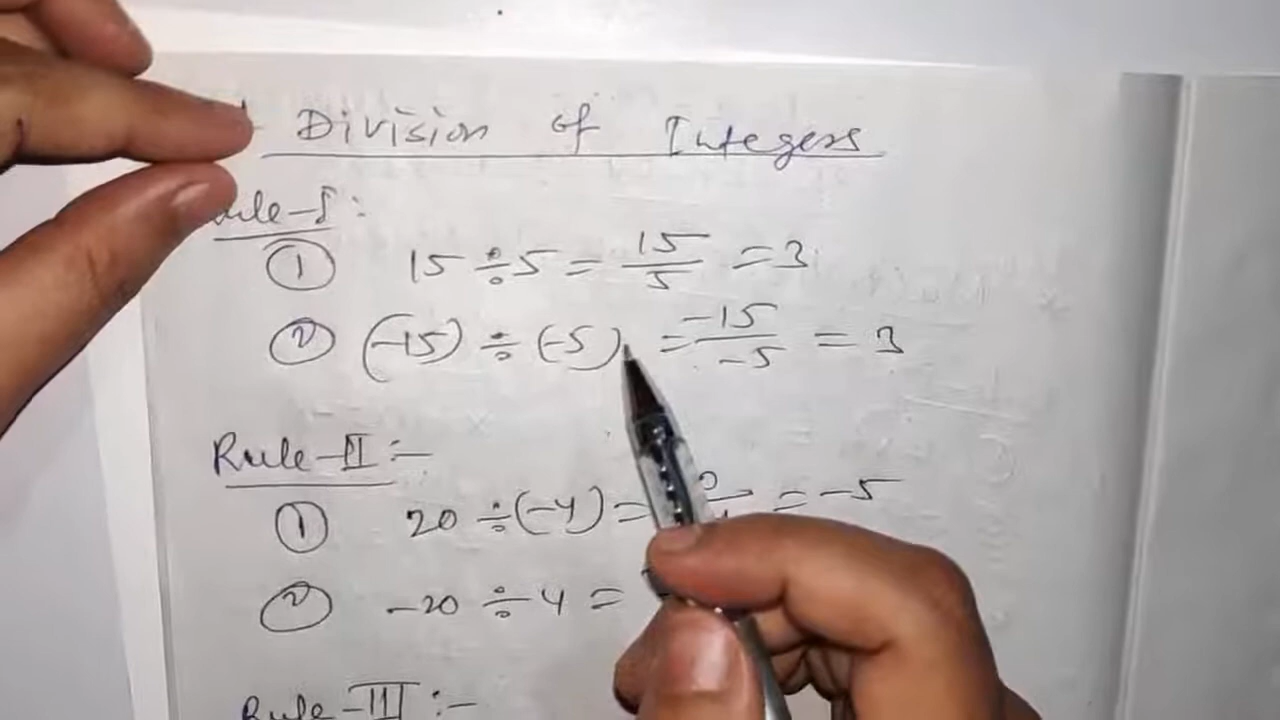 Division of Integers
Rule-I:
① 15 ÷ 5 = 15/5 = 3
② (-15) ÷ (-5) = -15/-5 = 3
Rule-II:-
① 20 ÷ (-4) = = -5
② -20 ÷ 4 =
Rule-III:-